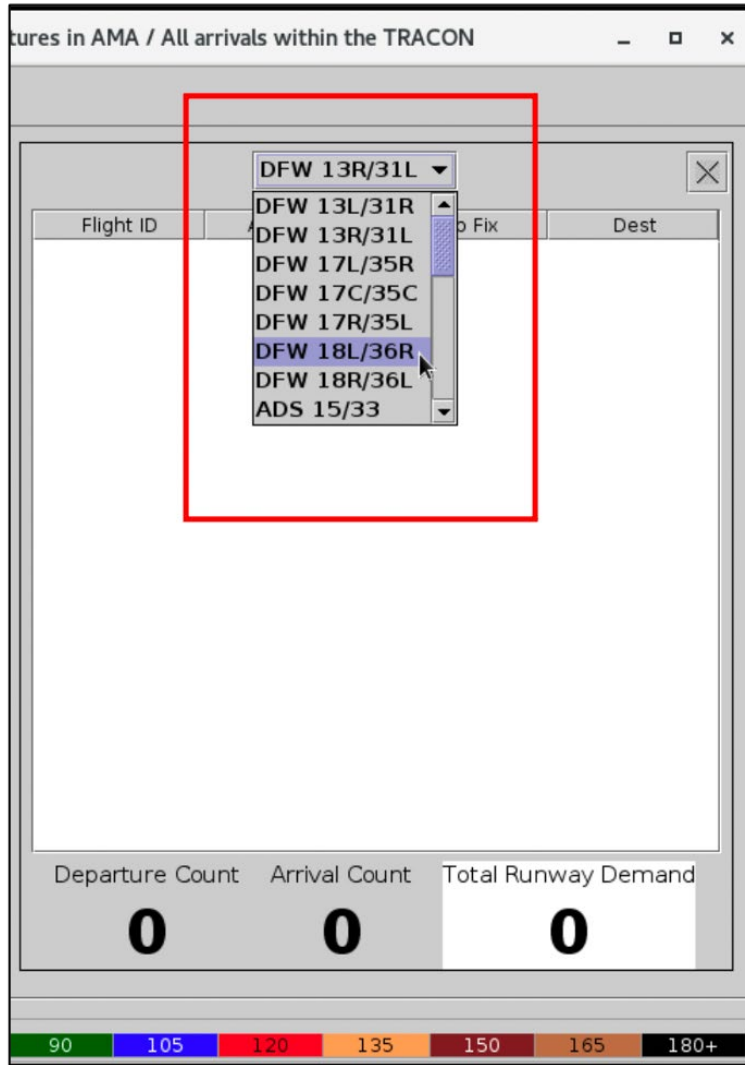 tures in AMA / All arrivals within the TRACON
DFW 13R/31L
DFW 13L/31R
DFW 13R/31L
DFW 17L/35R
DFW 17C/35C
DFW 17R/35L
DFW 18L/36R
DFW 18R/36L
ADS 15/33
Flight ID Fix Dest
Departure Count Arrival Count Total Runway Demand
0 0 0
90 105 120 135 150 165 180+